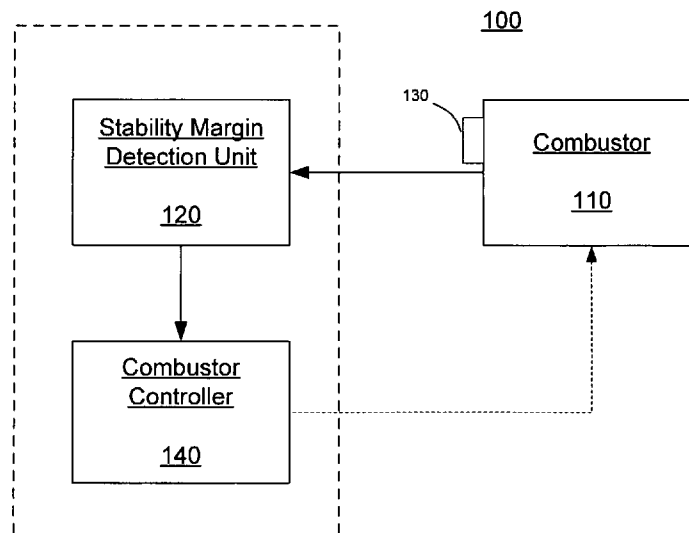 100
130
Stability Margin
Detection Unit
120
Combustor
110
Combustor
Controller
140